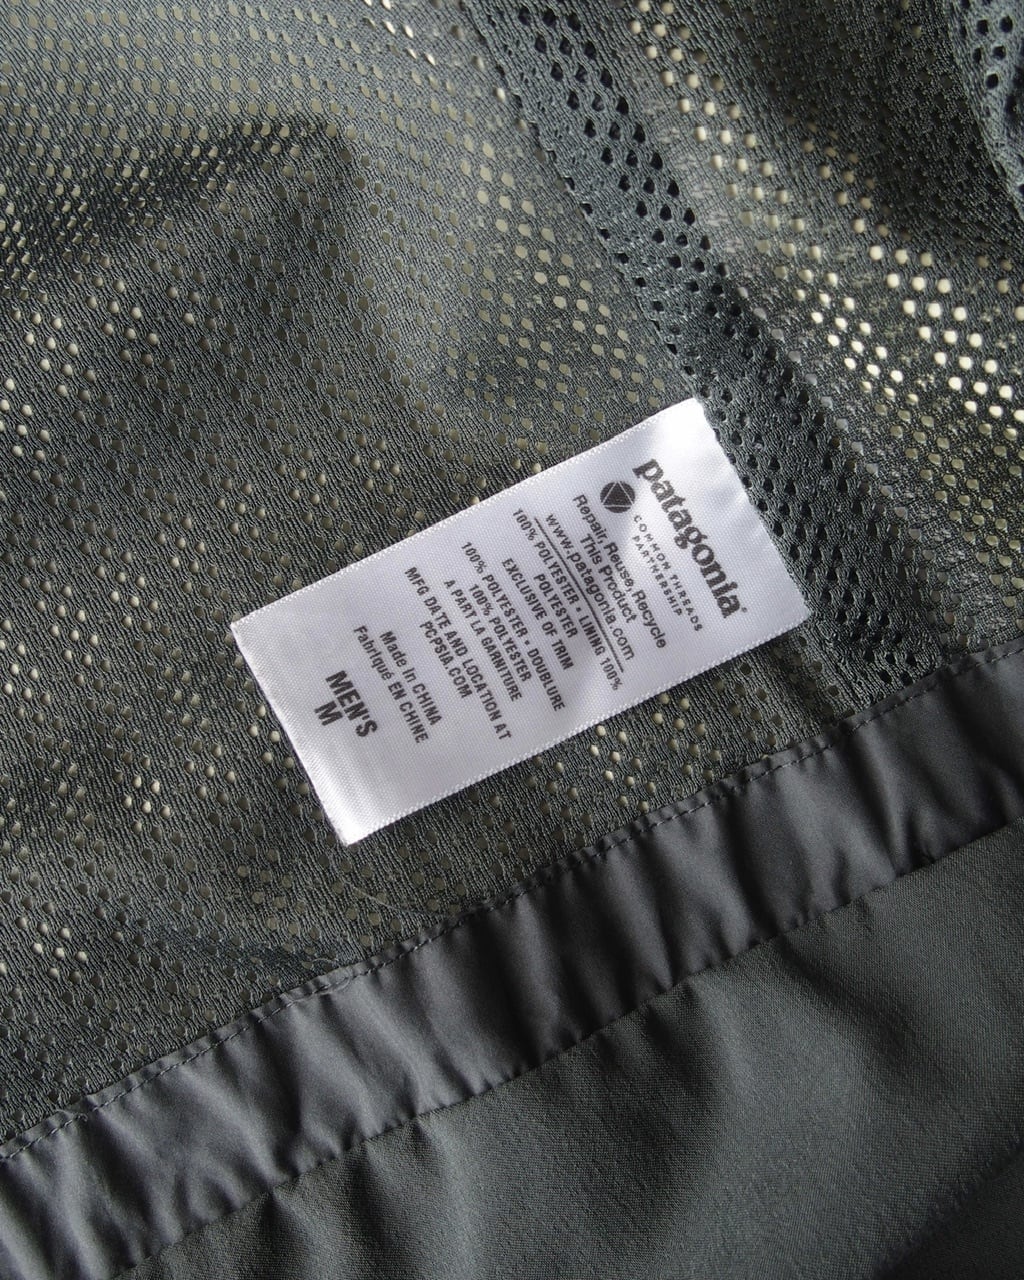 patagonia®
COMMON THREADS
PARTNERSHIP™
Repair, Reuse, Recycle
This Product
www.patagonia.com
100% POLYESTER • LINING 100%
POLYESTER
EXCLUSIVE OF TRIM
100% POLYESTER • DOUBLURE
100% POLYESTER
A PART LA GARNITURE
MFG DATE AND LOCATION AT
PCPSIA.COM
Made in CHINA
Fabriqué EN CHINE
MEN'S
M